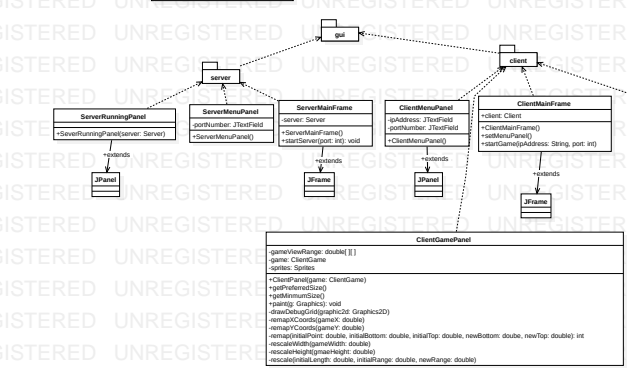 gui
server
client
ServerRunningPanel
+ServerRunningPanel(server: Server)
ServerMenuPanel
-portNumber: JTextField
+ServerMenuPanel()
ServerMainFrame
-server: Server
+ServerMainFrame()
+startServer(port: int): void
ClientMenuPanel
-ipAddress: JTextField
-portNumber: JTextField
+ClientMenuPanel()
ClientMainFrame
+client: Client
+ClientMainFrame()
+setMenuPanel()
+startGame(ipAddress: String, port: int)
+extends
+extends
+extends
+extends
JPanel
JFrame
JPanel
JFrame
ClientGamePanel
-gameViewRange: double[ ][ ]
-game: ClientGame
-sprites: Sprites
+ClientPanel(game: ClientGame)
+getPreferredSize()
+getMinmumSize()
+paint(g: Graphics): void
-drawDebugGrid(graphic2d: Graphics2D)
-remapXCoords(gameX: double)
-remapYCoords(gameY: double)
-remap(initialPoint: double, initialBottom: double, initialTop: double, newBottom: doube, newTop: double): int
-rescaleWidth(gameWidth: double)
-rescaleHeight(gmaeHeight: double)
-rescale(initialLength: double, initialRange: double, newRange: double)
UNREGISTERED